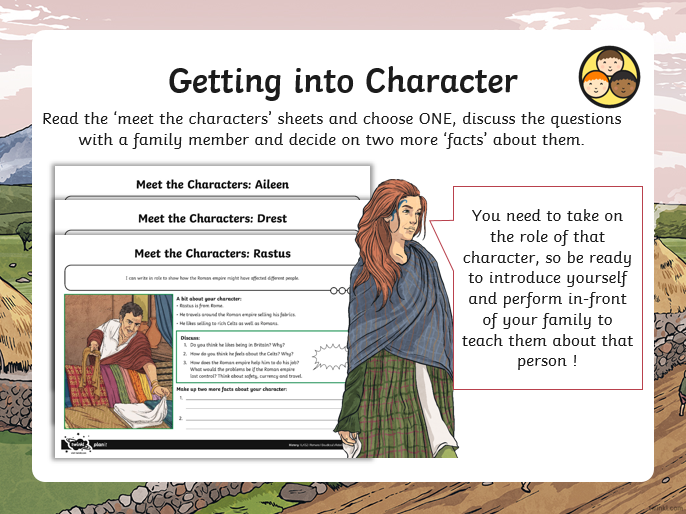 Getting into Character
Read the ‘meet the characters’ sheets and choose ONE, discuss the questions
with a family member and decide on two more ‘facts’ about them.
Meet the Characters: Aileen
Meet the Characters: Drest
Meet the Characters: Rastus
I can write in role to show how the Roman empire might have affected different people.
A bit about your character:
• Rastus is from Rome.
• He travels around the Roman empire selling his fabrics.
• He likes selling to rich Celts as well as Romans.
Discuss:
1. Do you think he likes being in Britain? Why?
2. How do you think he feels about the Celts? Why?
3. How does the Roman empire help him to do his job?
What would the problems be if the Roman empire
lost control? Think about safety, currency and travel.
Make up two more facts about your character:
1.
2.
twinkl planit
You need to take on
the role of that
character, so be ready
to introduce yourself
and perform in-front
of your family to
teach them about that
person !